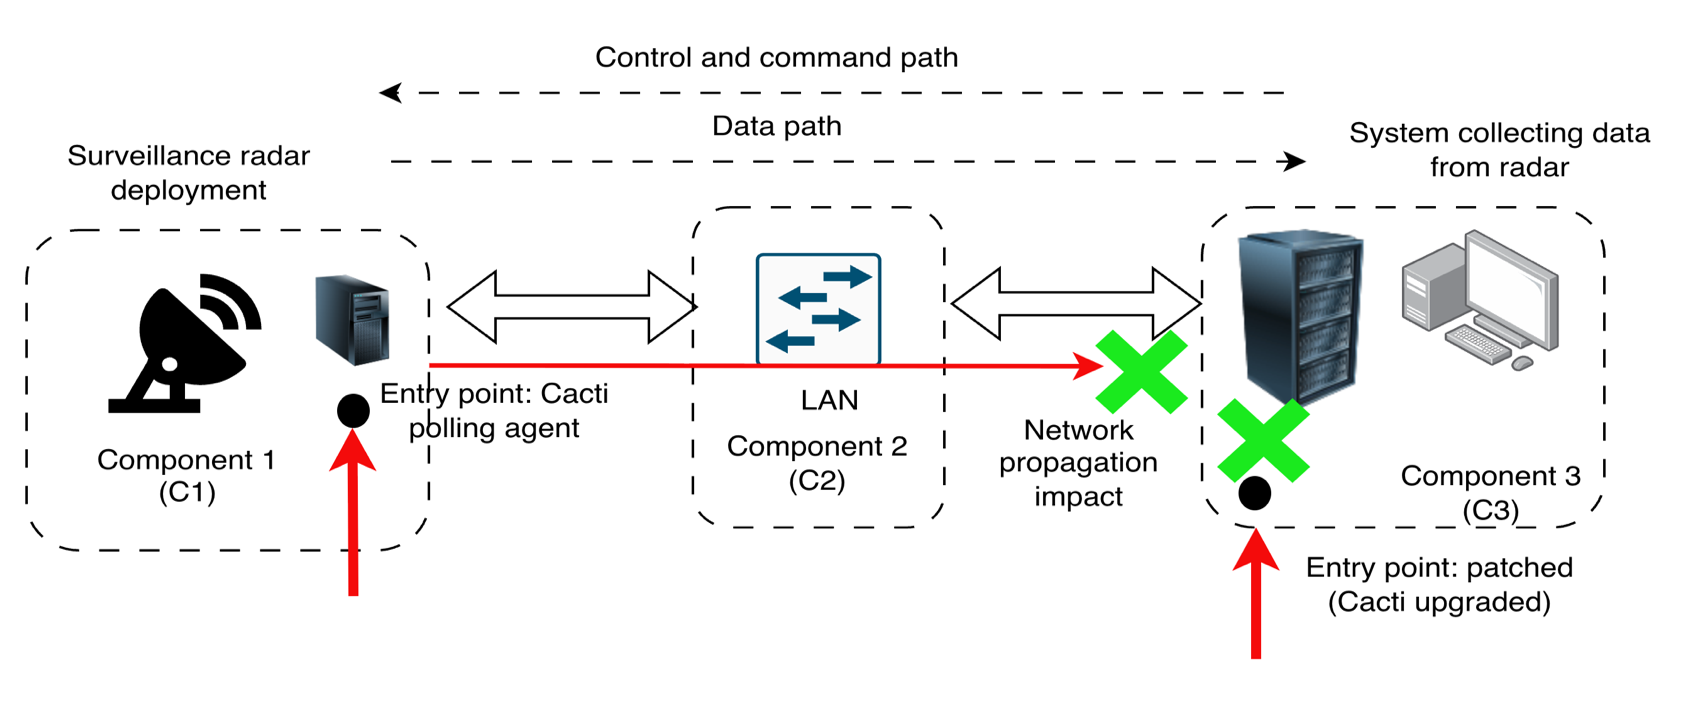 Control and command path
Data path
Surveillance radar
deployment
System collecting data
from radar
Entry point: Cacti
polling agent
Component 1
(C1)
LAN
Component 2
(C2)
Network
propagation
impact
Component 3
(C3)
Entry point: patched
(Cacti upgraded)